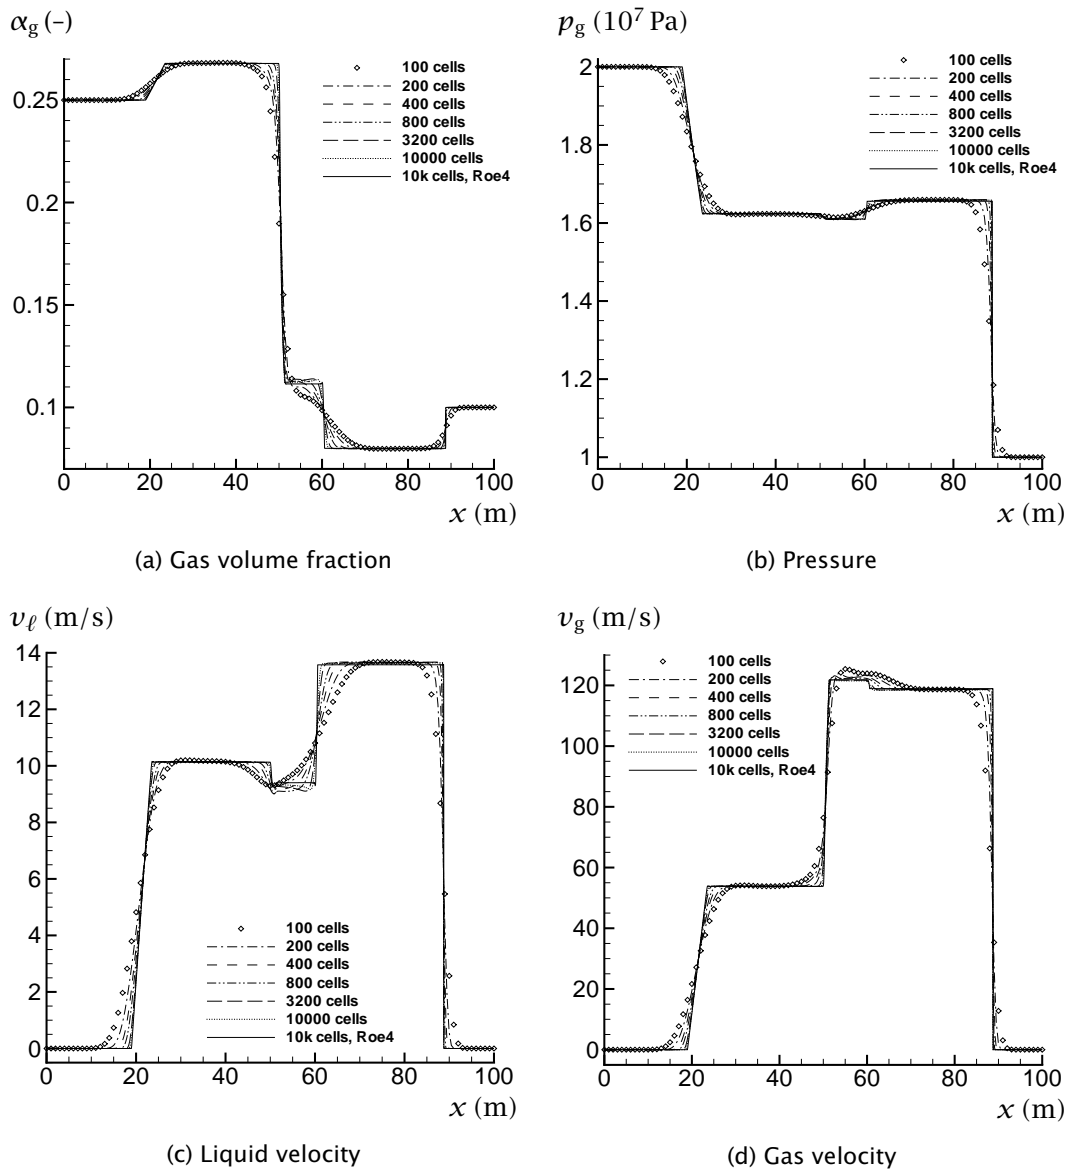 α_g (–)
0.25
0.2
0.15
0.1
0 20 40 60 80 100
x (m)
100 cells
200 cells
400 cells
800 cells
3200 cells
10000 cells
10k cells, Roe4
(a) Gas volume fraction
p_g (10^7 Pa)
2
1.8
1.6
1.4
1.2
1
0 20 40 60 80 100
x (m)
100 cells
200 cells
400 cells
800 cells
3200 cells
10000 cells
10k cells, Roe4
(b) Pressure
v_ℓ (m/s)
14
12
10
8
6
4
2
0
0 20 40 60 80 100
x (m)
100 cells
200 cells
400 cells
800 cells
3200 cells
10000 cells
10k cells, Roe4
(c) Liquid velocity
v_g (m/s)
120
100
80
60
40
20
0
0 20 40 60 80 100
x (m)
100 cells
200 cells
400 cells
800 cells
3200 cells
10000 cells
10k cells, Roe4
(d) Gas velocity